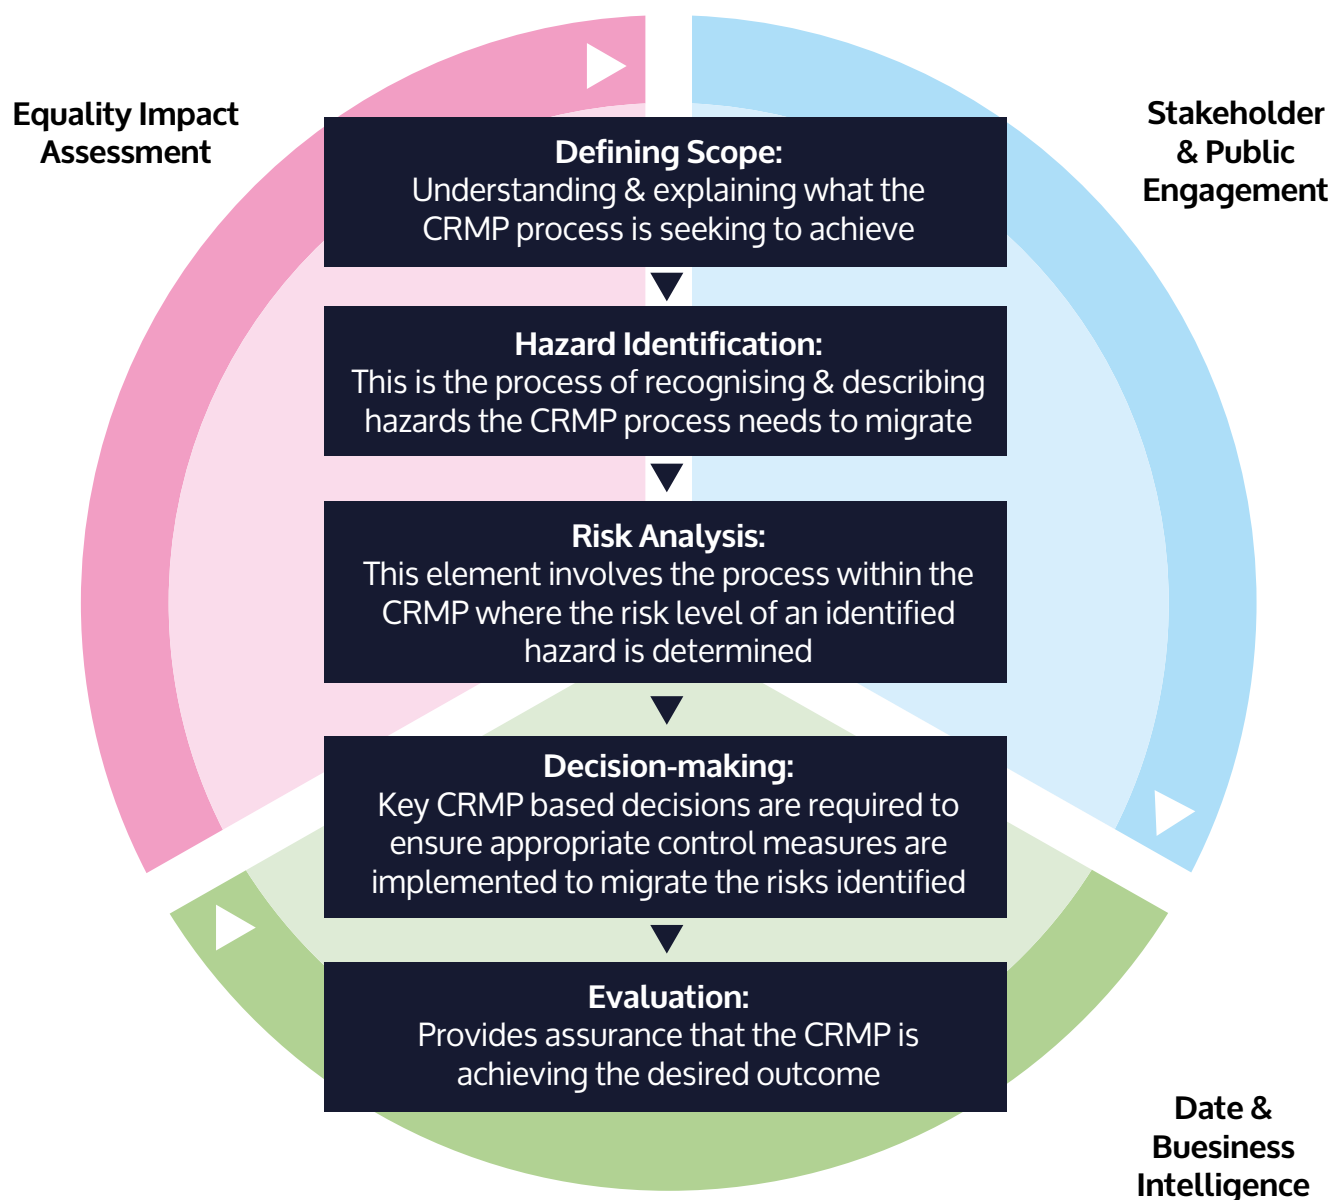 Equality Impact
Assessment
Stakeholder
& Public
Engagement
Defining Scope:
Understanding & explaining what the
CRMP process is seeking to achieve
Hazard Identification:
This is the process of recognising & describing
hazards the CRMP process needs to migrate
Risk Analysis:
This element involves the process within the
CRMP where the risk level of an identified
hazard is determined
Decision-making:
Key CRMP based decisions are required to
ensure appropriate control measures are
implemented to migrate the risks identified
Evaluation:
Provides assurance that the CRMP is
achieving the desired outcome
Date &
Buesiness
Intelligence